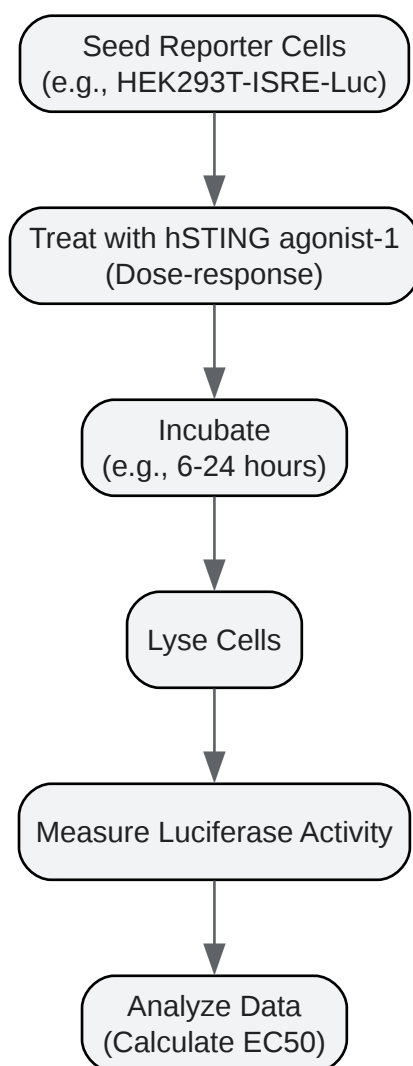 Seed Reporter Cells
(e.g., HEK293T-ISRE-Luc)
Treat with hSTING agonist-1
(Dose-response)
Incubate
(e.g., 6-24 hours)
Lyse Cells
Measure Luciferase Activity
Analyze Data
(Calculate EC50)